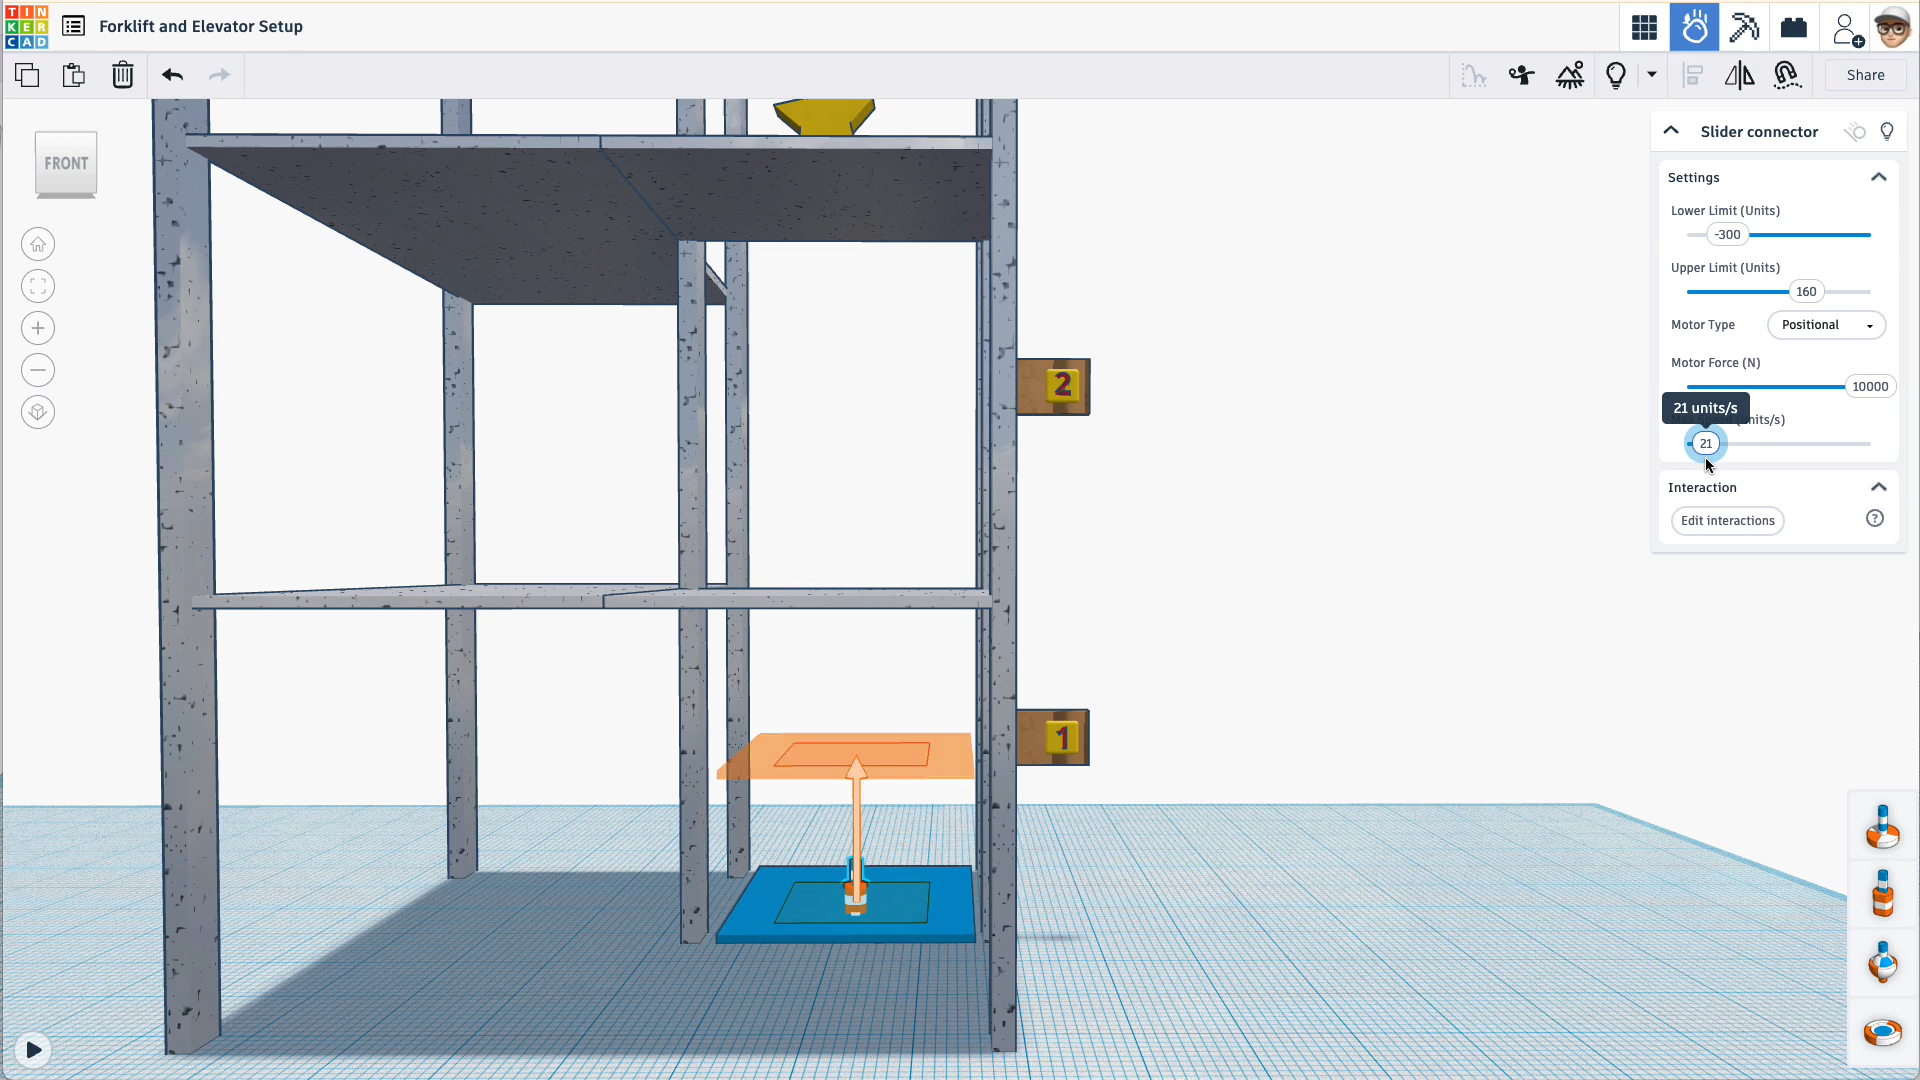 TIN
KER
CAD
Forklift and Elevator Setup
Share
FRONT
Slider connector
Settings
Lower Limit (Units)
-300
Upper Limit (Units)
160
Motor Type
Positional
Motor Force (N)
10000
21 units/s
(units/s)
21
Interaction
Edit interactions
?
2
1